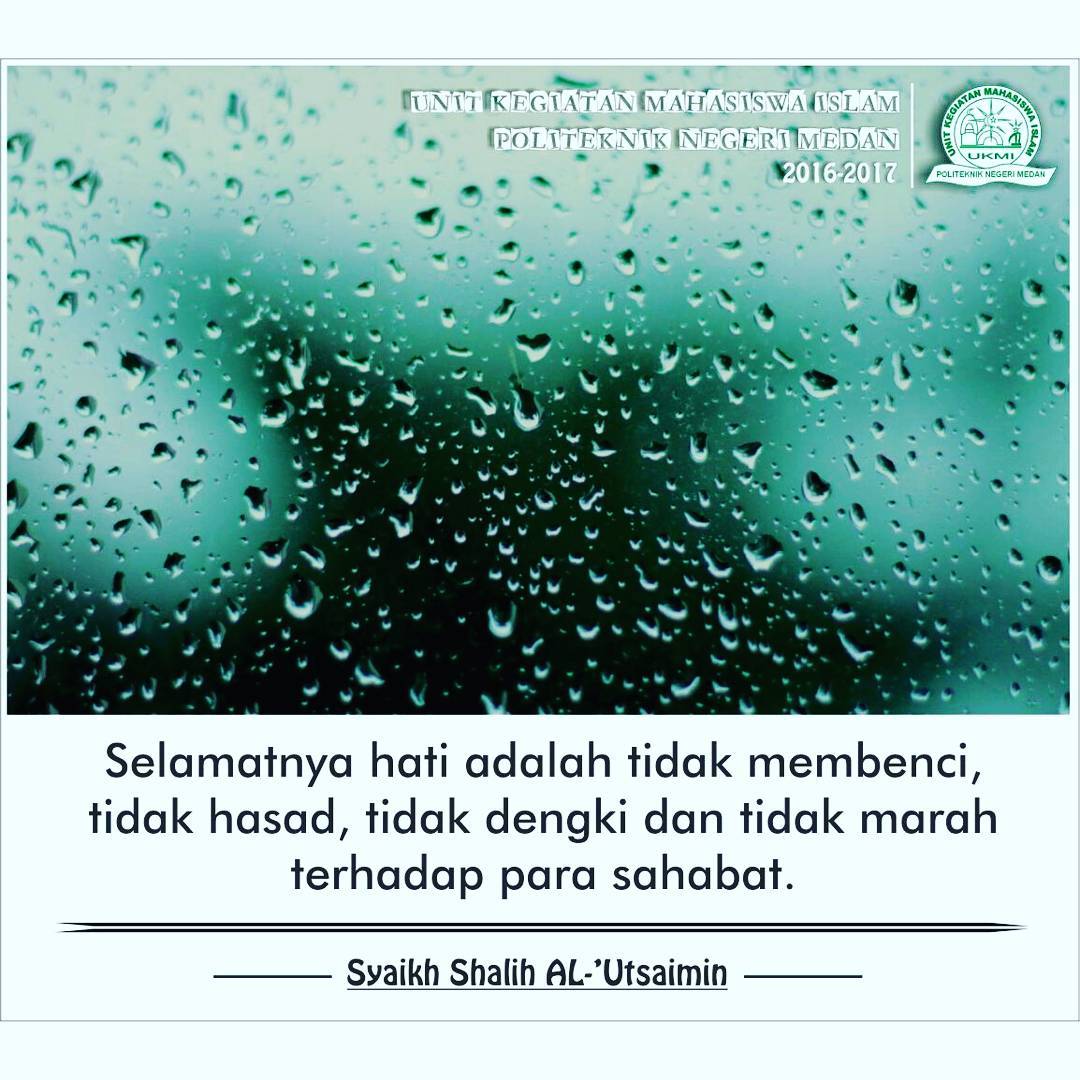 UNIT KEGIATAN MAHASISWA ISLAM
POLITEKNIK NEGERI MEDAN
2016-2017
UNIT KEGIATAN MAHASISWA ISLAM
UKMI
POLITEKNIK NEGERI MEDAN
Selamatnya hati adalah tidak membenci,
tidak hasad, tidak dengki dan tidak marah
terhadap para sahabat.
Syaikh Shalih AL-'Utsaimin